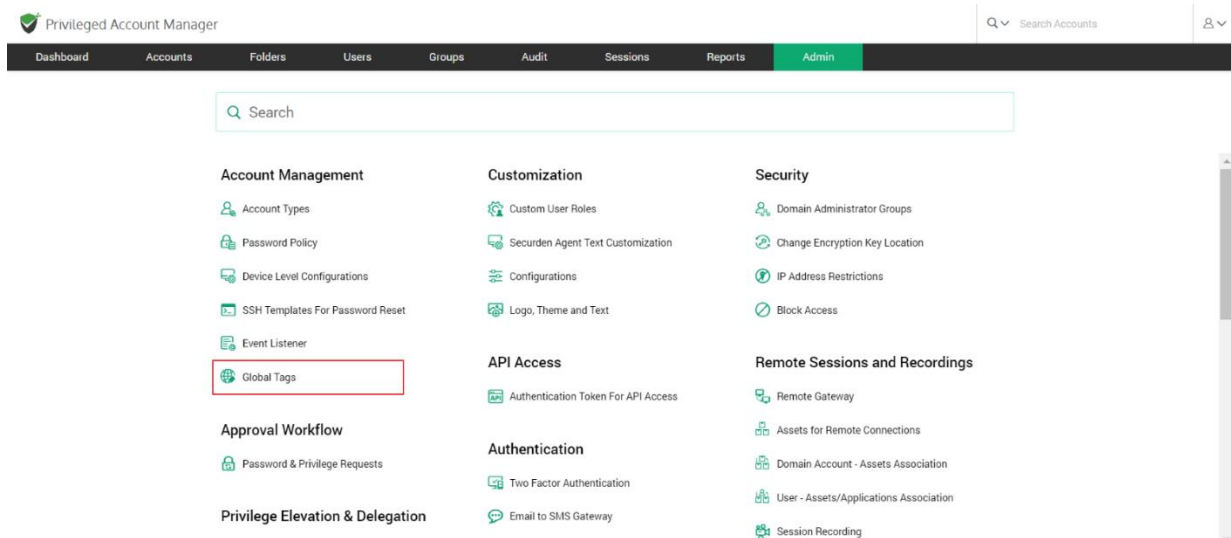 Privileged Account Manager
Search Accounts
Dashboard Accounts Folders Users Groups Audit Sessions Reports Admin
Search
Account Management
Account Types
Password Policy
Device Level Configurations
SSH Templates For Password Reset
Event Listener
Global Tags
Approval Workflow
Password & Privilege Requests
Privilege Elevation & Delegation
Customization
Custom User Roles
Securden Agent Text Customization
Configurations
Logo, Theme and Text
API Access
API
Authentication Token For API Access
Authentication
Two Factor Authentication
Email to SMS Gateway
Security
Domain Administrator Groups
Change Encryption Key Location
IP Address Restrictions
Block Access
Remote Sessions and Recordings
Remote Gateway
Assets for Remote Connections
Domain Account - Assets Association
User - Assets/Applications Association
Session Recording